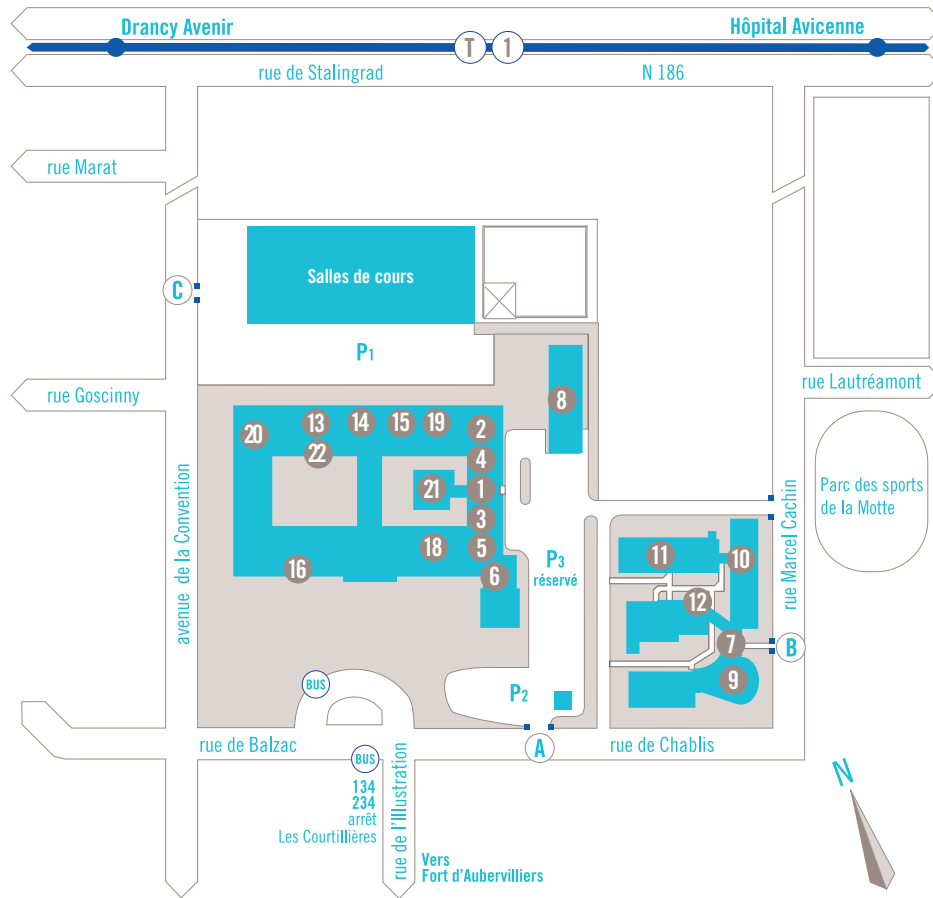 Drancy Avenir
Hôpital Avicenne
T 1
rue de Stalingrad
N 186
rue Marat
Salles de cours
C
P1
rue Goscinny
rue Lautréamont
8
13 14 15 19 2
20
22
4
21 1
3
18 5
16
6
avenue de la Convention
P3
réservé
Parc des sports
de la Motte
rue Marcel Cachin
11 10
12
7
B
9
BUS
P2
rue de Balzac
A
rue de Chablis
BUS
134
234
arrêt
Les Courtillières
rue de l'Illustration
Vers
Fort d'Aubervilliers
N